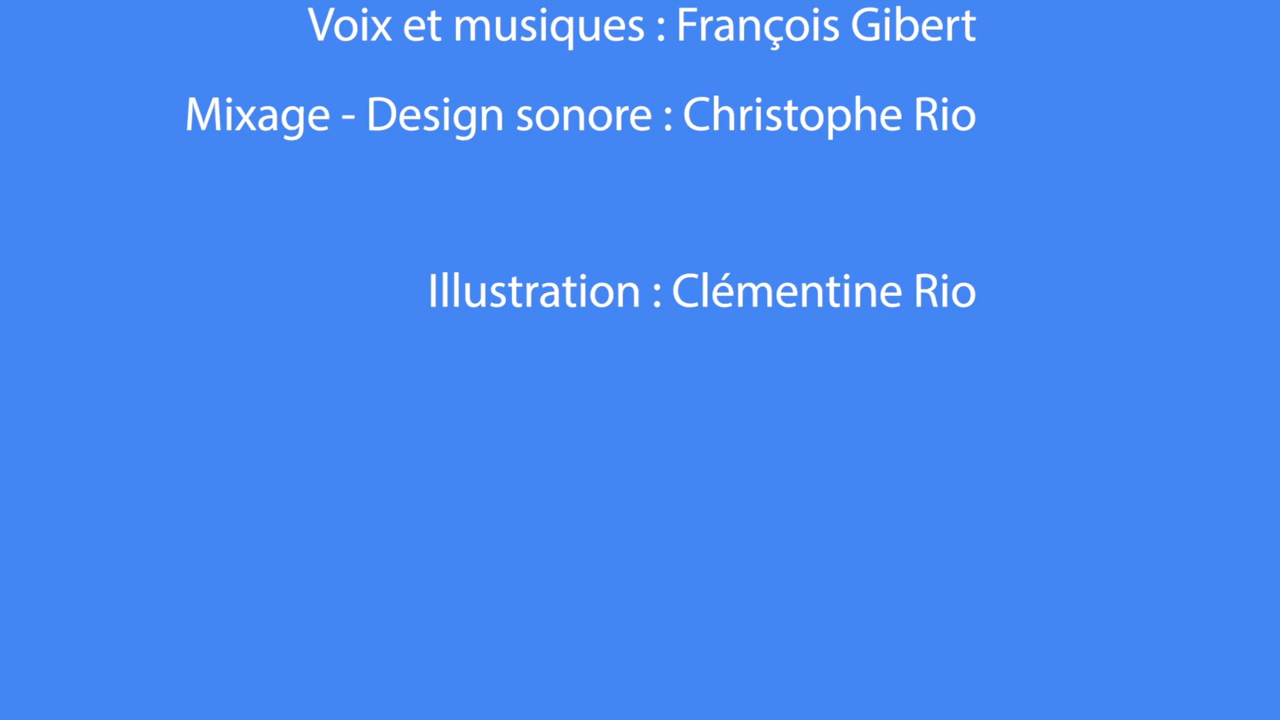 Voix et musiques : François Gibert
Mixage - Design sonore : Christophe Rio
Illustration : Clémentine Rio